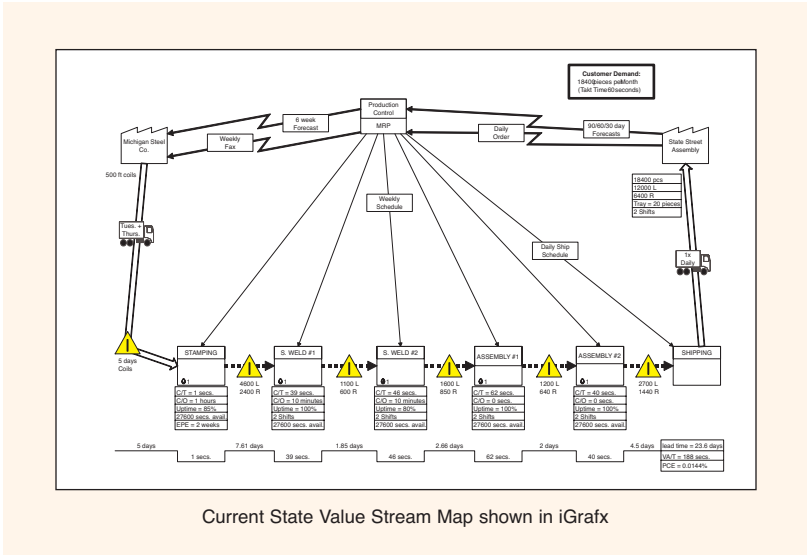 Customer Demand:
18400pieces perMonth
(Takt Time60seconds)
Production
Control
MRP
6 week
Forecast
Weekly
Fax
90/60/30 day
Forecasts
Daily
Order
Michigan Steel
Co.
State Street
Assembly
500 ft coils
18400 pcs
12000 L
6400 R
Tray = 20 pieces
2 Shifts
Weekly
Schedule
Tues. +
Thurs.
Daily Ship
Schedule
1x
Daily
5 days
Coils
STAMPING
1
4600 L
2400 R
S. WELD #1
1
1100 L
600 R
S. WELD #2
1
1600 L
850 R
ASSEMBLY #1
1
1200 L
640 R
ASSEMBLY #2
1
2700 L
1440 R
SHIPPING
C/T = 1 secs.
C/O = 1 hours
Uptime = 85%
27600 secs. avail.
EPE = 2 weeks
C/T = 39 secs.
C/O = 10 minutes
Uptime = 100%
2 Shifts
27600 secs. avail.
C/T = 46 secs.
C/O = 10 minutes
Uptime = 80%
2 Shifts
27600 secs. avail.
C/T = 62 secs.
C/O = 0 secs.
Uptime = 100%
2 Shifts
27600 secs. avail.
C/T = 40 secs.
C/O = 0 secs.
Uptime = 100%
2 Shifts
27600 secs. avail.
5 days
1 secs.
7.61 days
39 secs.
1.85 days
46 secs.
2.66 days
62 secs.
2 days
40 secs.
4.5 days
lead time = 23.6 days
VA/T = 188 secs.
PCE = 0.0144%
Current State Value Stream Map shown in iGrafx